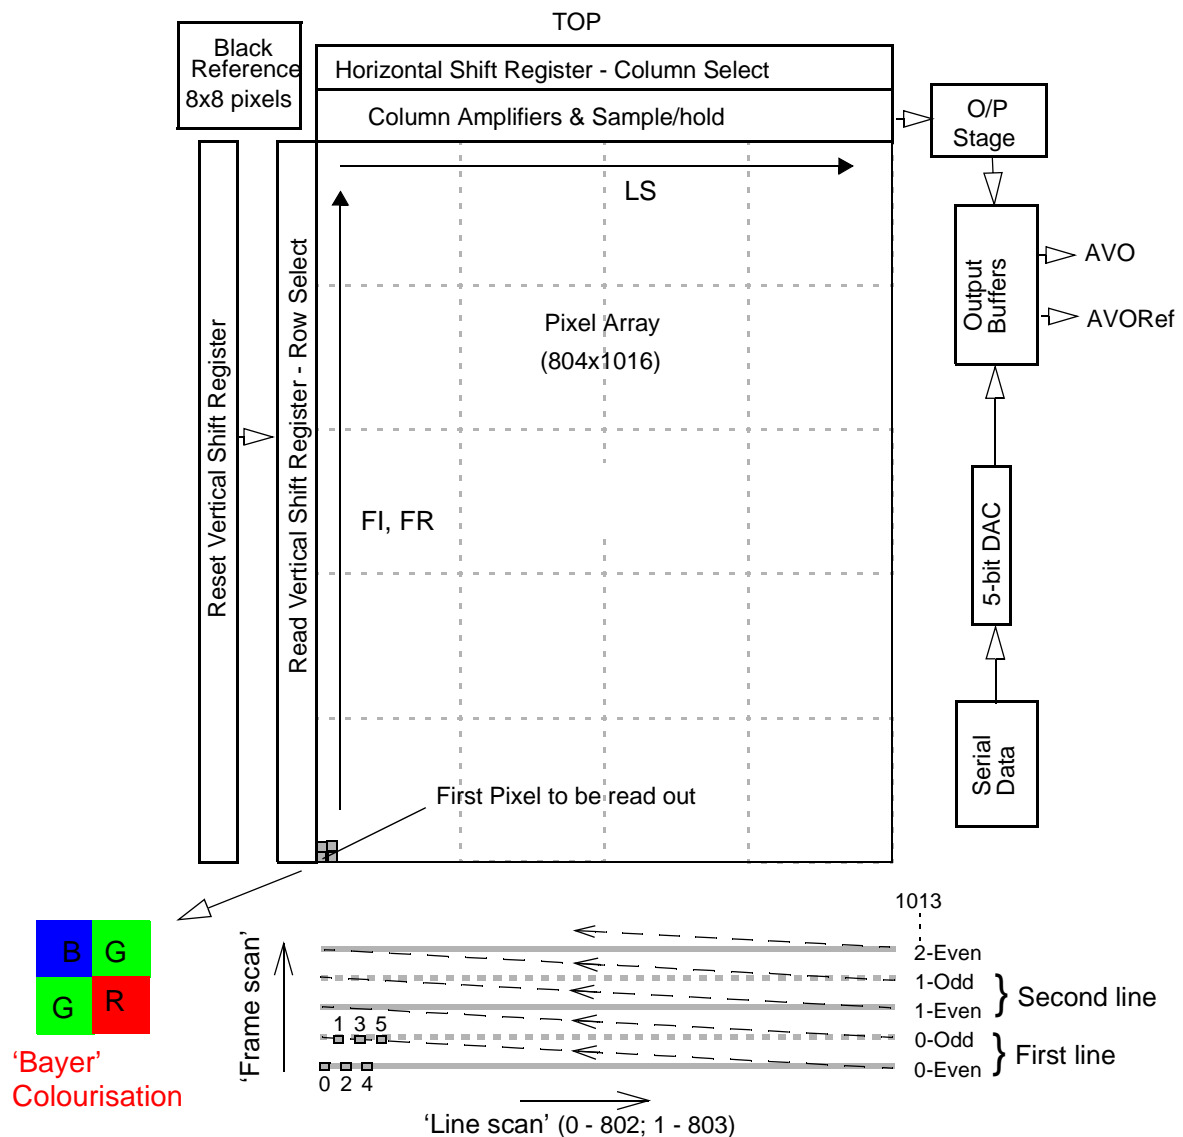 TOP
Black
Reference
8x8 pixels
Horizontal Shift Register - Column Select
Column Amplifiers & Sample/hold
O/P
Stage
LS
Output
Buffers
AVO
AVORef
Pixel Array
(804x1016)
Reset Vertical Shift Register
Read Vertical Shift Register - Row Select
FI, FR
5-bit DAC
Serial
Data
First Pixel to be read out
B G
G R
‘Bayer’
Colourisation
‘Frame scan’
1013
2-Even
1-Odd
1-Even
Second line
0-Odd
0-Even
First line
1 3 5
0 2 4
‘Line scan’ (0 - 802; 1 - 803)